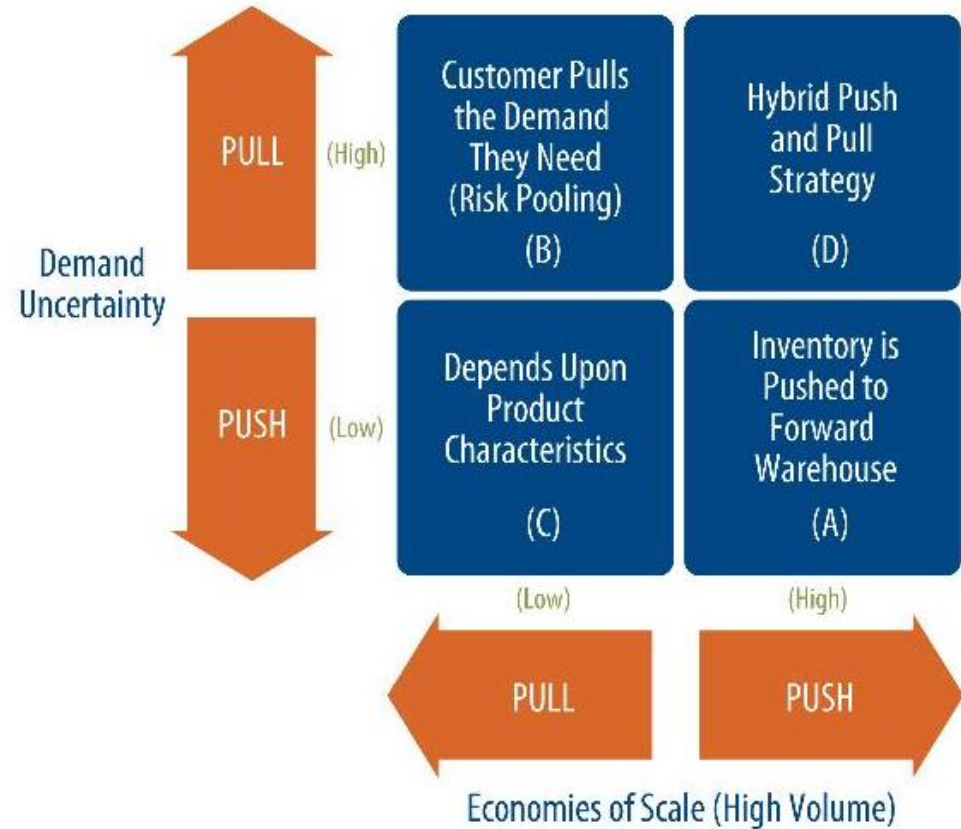 PULL
(High)
Customer Pulls
the Demand
They Need
(Risk Pooling)
(B)
Hybrid Push
and Pull
Strategy
(D)
Demand
Uncertainty
PUSH
(Low)
Depends Upon
Product
Characteristics
(C)
Inventory is
Pushed to
Forward
Warehouse
(A)
(Low)
(High)
PULL
PUSH
Economies of Scale (High Volume)